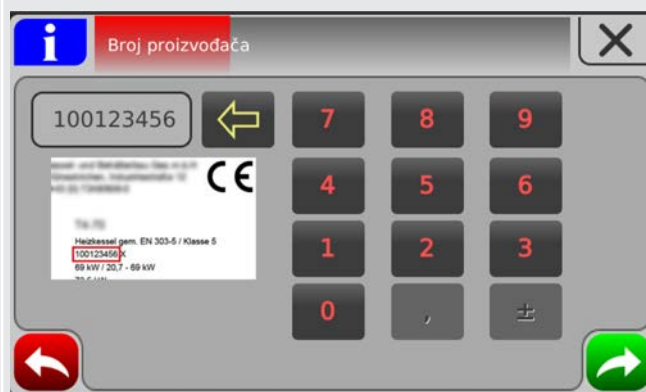 i
Broj proizvođača
100123456
7 8 9
CE
4 5 6
Heizkessel gem. EN 303-5 / Klasse 5
100123456 X
69 kW / 20,7 - 69 kW
1 2 3
0 , ±